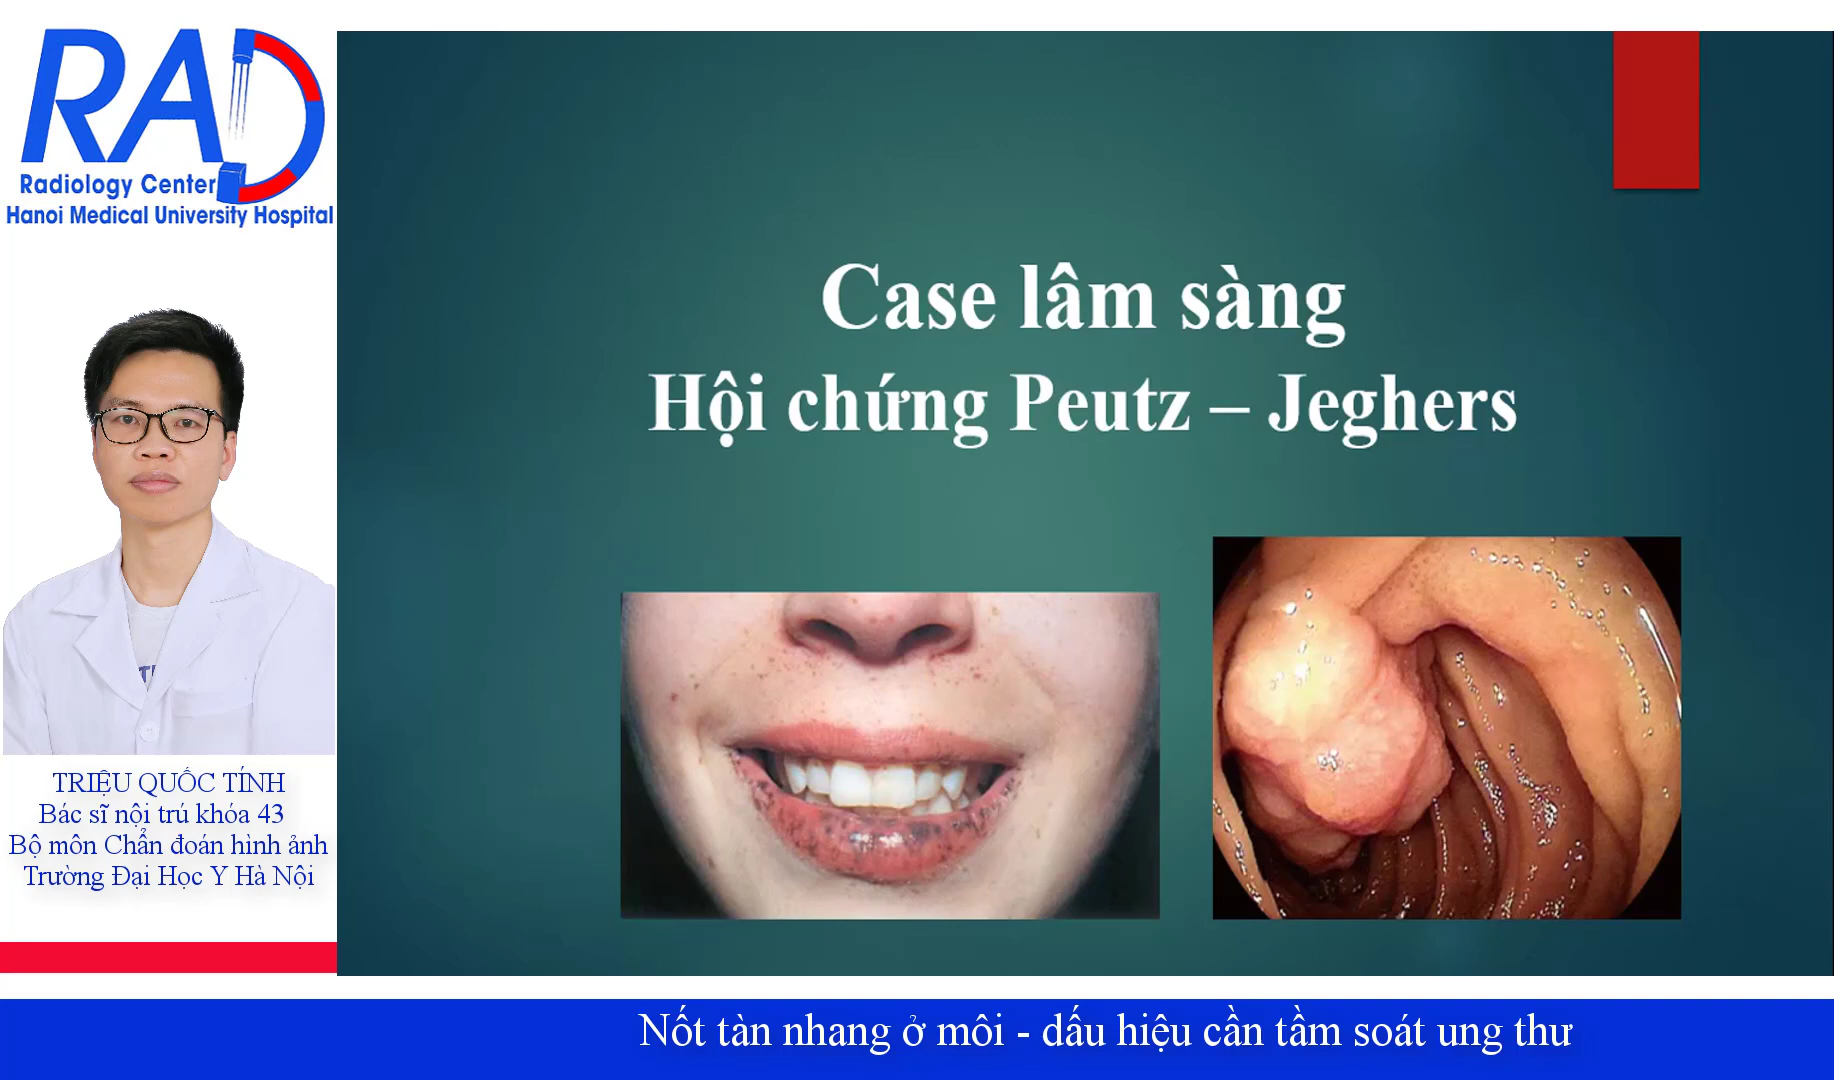 RAD
Radiology Center
Hanoi Medical University Hospital
TRIỆU QUỐC TÍNH
Bác sĩ nội trú khóa 43
Bộ môn Chẩn đoán hình ảnh
Trường Đại Học Y Hà Nội
Case lâm sàng
Hội chứng Peutz – Jeghers
Nốt tàn nhang ở môi - dấu hiệu cần tầm soát ung thư